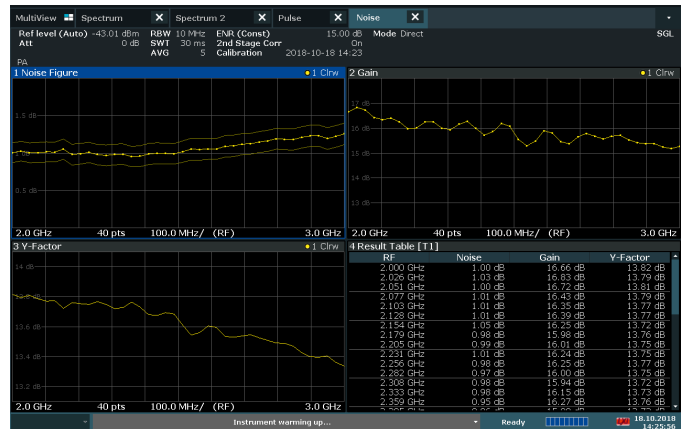 MultiView Spectrum X Spectrum 2 X Pulse X Noise X
Ref level (Auto) -43.01 dBm RBW 10 MHz ENR (Const) 15.00 dB Mode Direct SGL
Att 0 dB SWT 30 ms 2nd Stage Corr On
AVG 5 Calibration 2018-10-18 14:23
PA
1 Noise Figure 1 Clrw
1.5 dB
1 dB
0.5 dB
2.0 GHz 40 pts 100.0 MHz/ (RF) 3.0 GHz
2 Gain 1 Clrw
17 dB
16 dB
15 dB
14 dB
13 dB
2.0 GHz 40 pts 100.0 MHz/ (RF) 3.0 GHz
3 Y-Factor 1 Clrw
14 dB
13.6 dB
13.4 dB
13.2 dB
2.0 GHz 40 pts 100.0 MHz/ (RF) 3.0 GHz
4 Result Table [T1]
RF Noise Gain Y-Factor
2.000 GHz 1.00 dB 16.66 dB 13.82 dB
2.026 GHz 1.03 dB 16.83 dB 13.79 dB
2.051 GHz 1.00 dB 16.72 dB 13.81 dB
2.077 GHz 1.01 dB 16.43 dB 13.79 dB
2.103 GHz 1.01 dB 16.35 dB 13.77 dB
2.128 GHz 1.01 dB 16.39 dB 13.77 dB
2.154 GHz 1.05 dB 16.25 dB 13.72 dB
2.179 GHz 0.98 dB 15.98 dB 13.76 dB
2.205 GHz 0.99 dB 16.01 dB 13.75 dB
2.231 GHz 1.01 dB 16.24 dB 13.75 dB
2.256 GHz 0.98 dB 16.25 dB 13.77 dB
2.282 GHz 0.97 dB 16.00 dB 13.75 dB
2.308 GHz 0.98 dB 15.94 dB 13.72 dB
2.333 GHz 0.98 dB 16.15 dB 13.73 dB
2.359 GHz 0.95 dB 16.27 dB 13.76 dB
Instrument warming up... Ready 18.10.2018
14:25:56